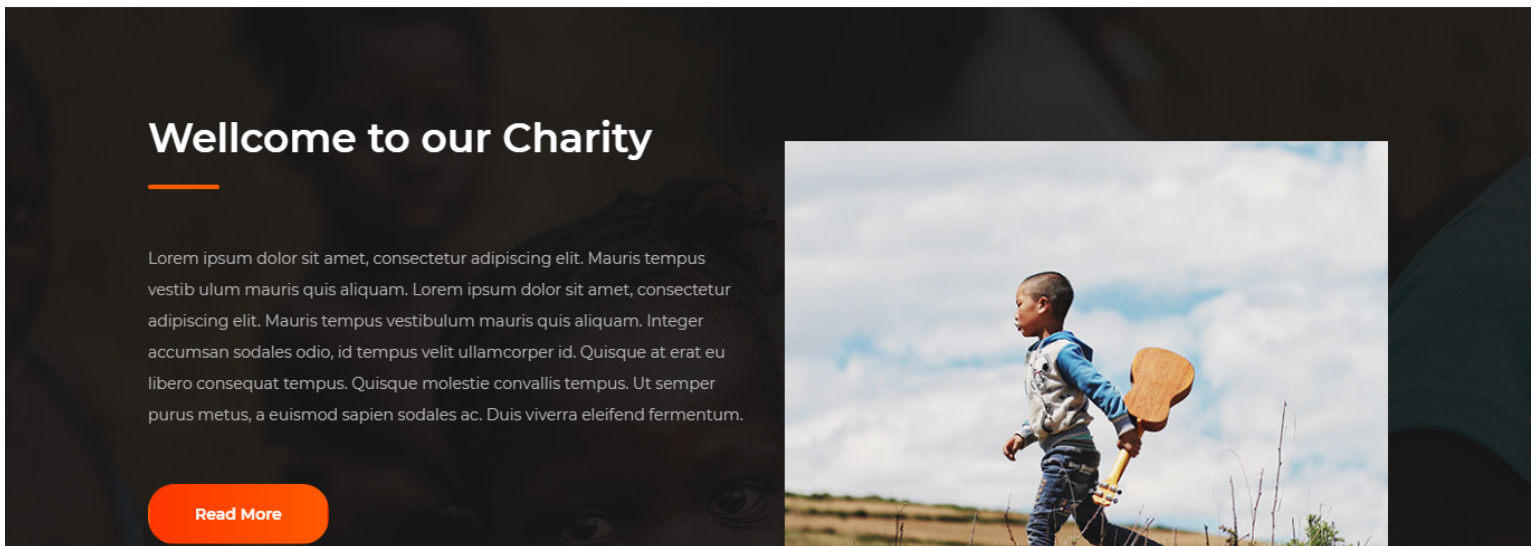 Wellcome to our Charity
Lorem ipsum dolor sit amet, consectetur adipiscing elit. Mauris tempus
vestib ulum mauris quis aliquam. Lorem ipsum dolor sit amet, consectetur
adipiscing elit. Mauris tempus vestibulum mauris quis aliquam. Integer
accumsan sodales odio, id tempus velit ullamcorper id. Quisque at erat eu
libero consequat tempus. Quisque molestie convallis tempus. Ut semper
purus metus, a euismod sapien sodales ac. Duis viverra eleifend fermentum.
Read More